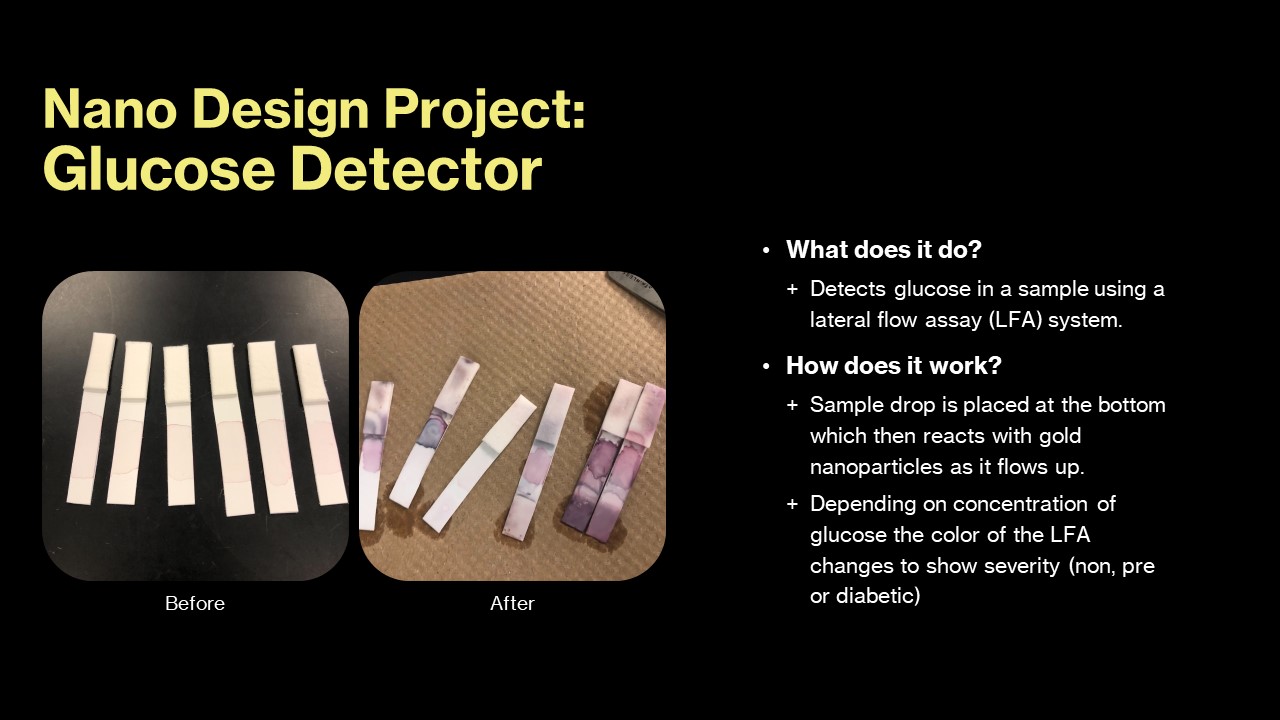 Nano Design Project:
Glucose Detector
Before
After
• What does it do?
+ Detects glucose in a sample using a
lateral flow assay (LFA) system.
• How does it work?
+ Sample drop is placed at the bottom
which then reacts with gold
nanoparticles as it flows up.
+ Depending on concentration of
glucose the color of the LFA
changes to show severity (non, pre
or diabetic)